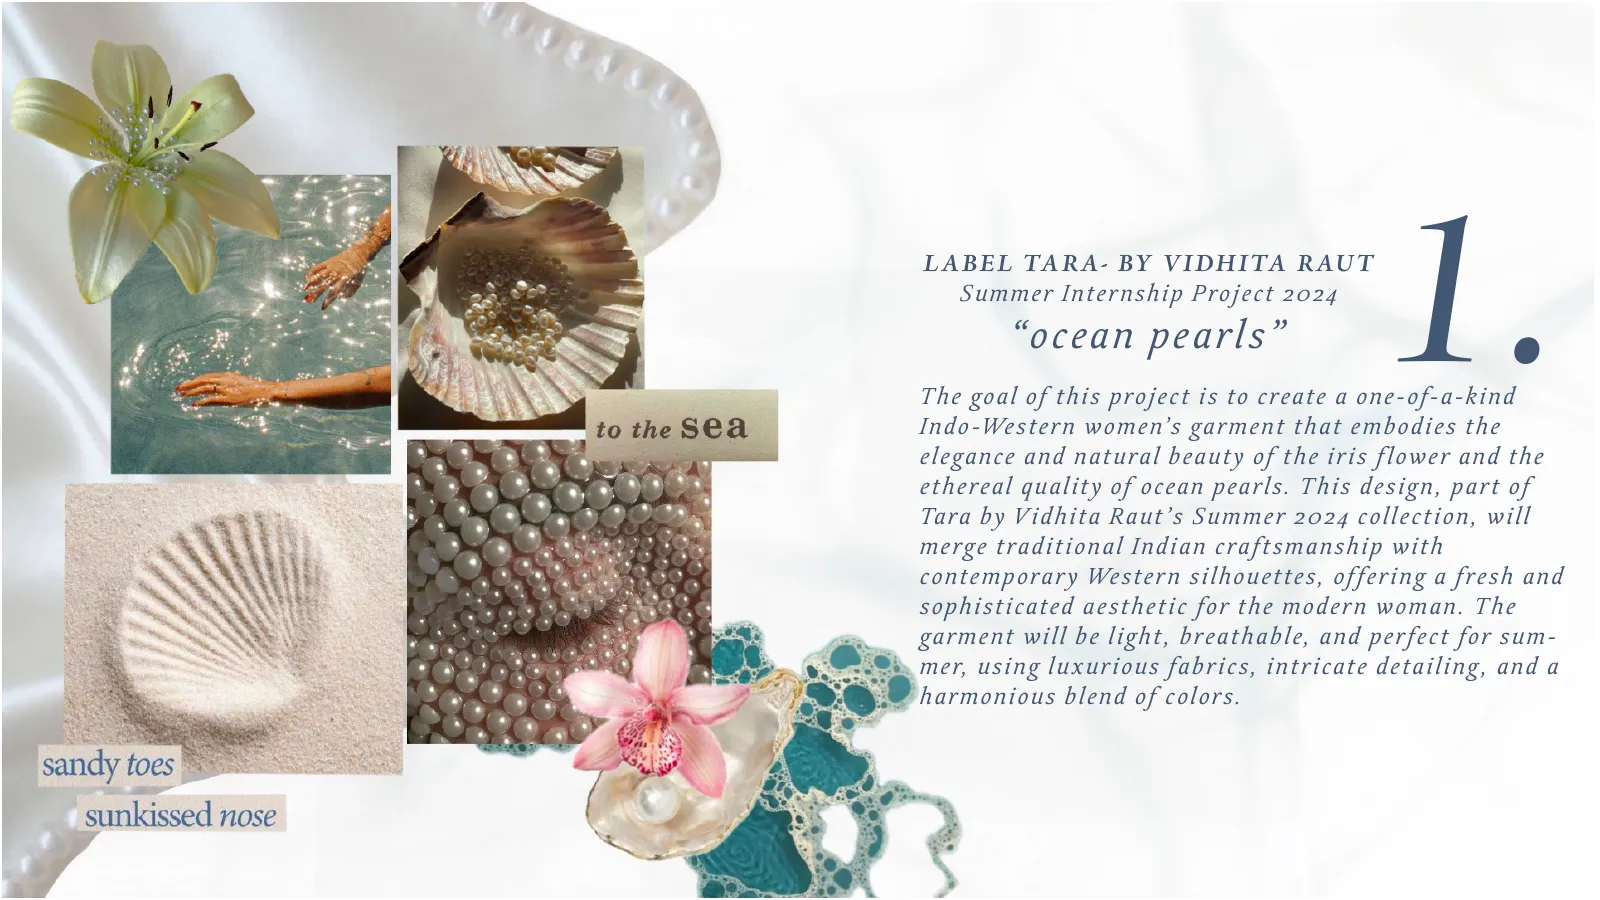 to the sea
sandy toes
sunkissed nose
LABEL TARA- BY VIDHITA RAUT
Summer Internship Project 2024
“ocean pearls”
1.
The goal of this project is to create a one-of-a-kind
Indo-Western women’s garment that embodies the
elegance and natural beauty of the iris flower and the
ethereal quality of ocean pearls. This design, part of
Tara by Vidhita Raut’s Summer 2024 collection, will
merge traditional Indian craftsmanship with
contemporary Western silhouettes, offering a fresh and
sophisticated aesthetic for the modern woman. The
garment will be light, breathable, and perfect for sum-
mer, using luxurious fabrics, intricate detailing, and a
harmonious blend of colors.